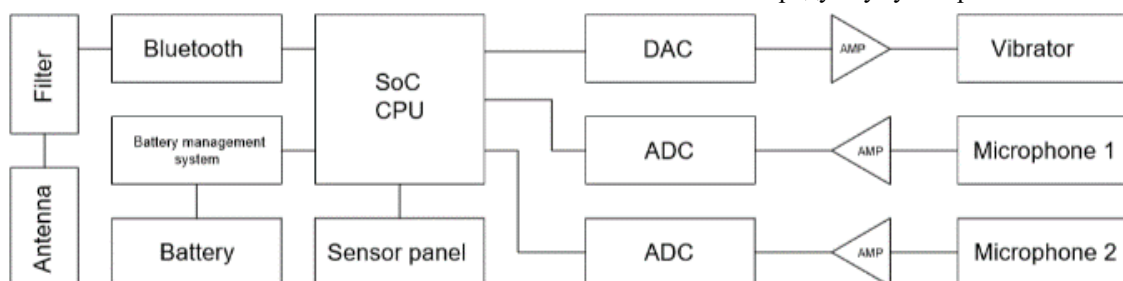 Filter
Bluetooth
SoC
CPU
DAC
AMP
Vibrator
Battery management
system
ADC
AMP
Microphone 1
Antenna
Battery
Sensor panel
ADC
AMP
Microphone 2